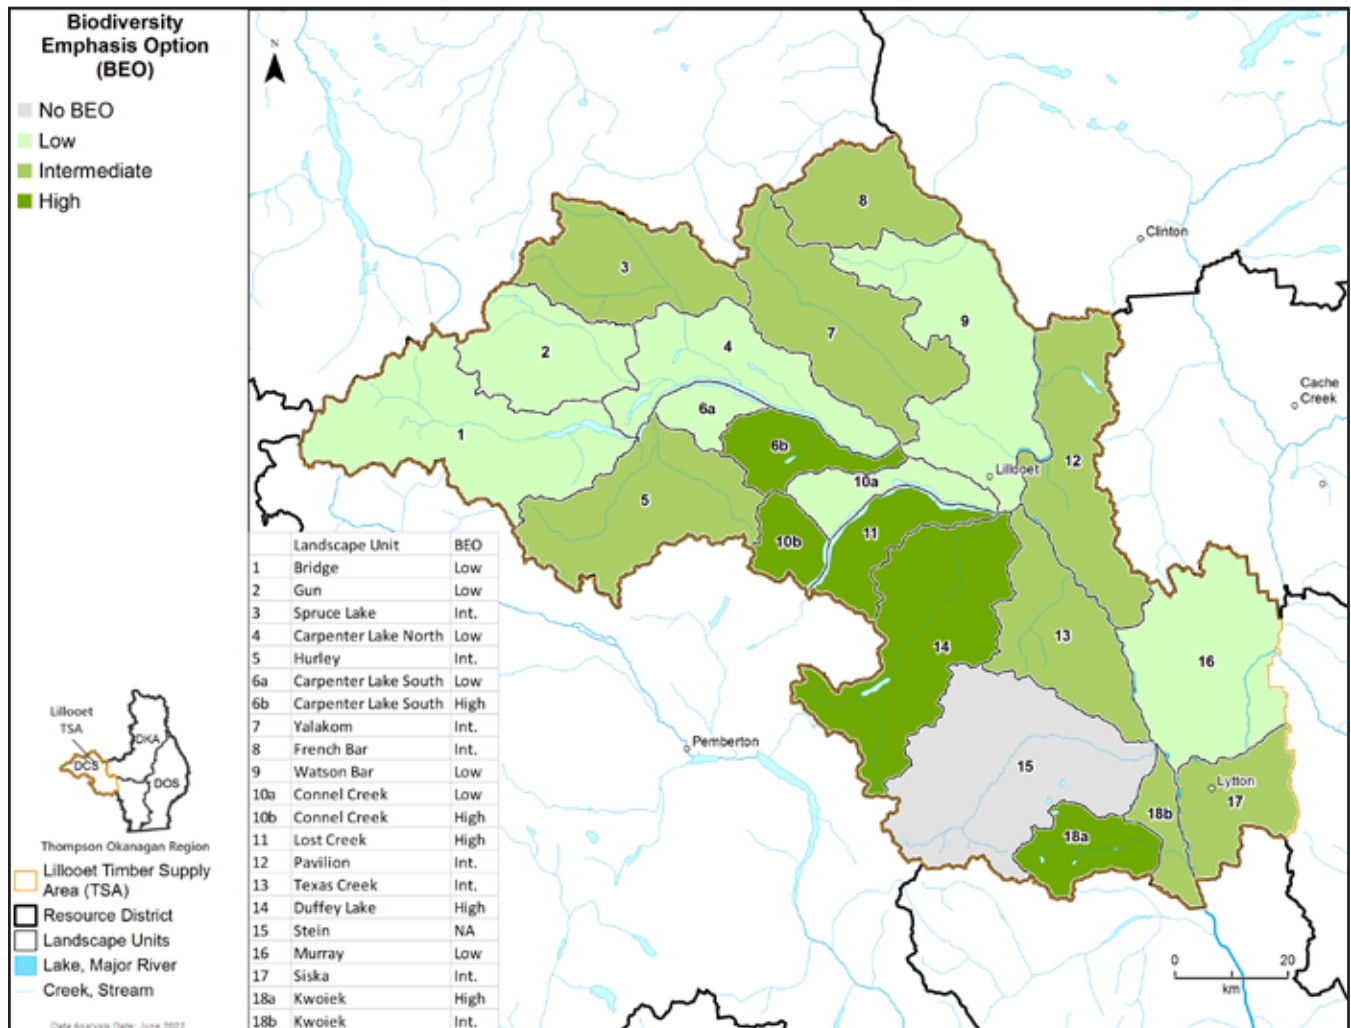 Biodiversity
Emphasis Option
(BEO)
No BEO
Low
Intermediate
High
N
Clinton
Cache
Creek
Lillooet
Pemberton
Lytton
1
2
3
4
5
6a
6b
7
8
9
10a
10b
11
12
13
14
15
16
17
18a
18b
Landscape Unit BEO
1 Bridge Low
2 Gun Low
3 Spruce Lake Int.
4 Carpenter Lake North Low
5 Hurley Int.
6a Carpenter Lake South Low
6b Carpenter Lake South High
7 Yalakom Int.
8 French Bar Int.
9 Watson Bar Low
10a Connel Creek Low
10b Connel Creek High
11 Lost Creek High
12 Pavilion Int.
13 Texas Creek Int.
14 Duffey Lake High
15 Stein NA
16 Murray Low
17 Siska Int.
18a Kwoiek High
18b Kwoiek Int.
Lillooet
TSA
DKA
DCS
DOS
Thompson Okanagan Region
Lillooet Timber Supply
Area (TSA)
Resource District
Landscape Units
Lake, Major River
Creek, Stream
Data Analysis Date: June 2022
0 20
km